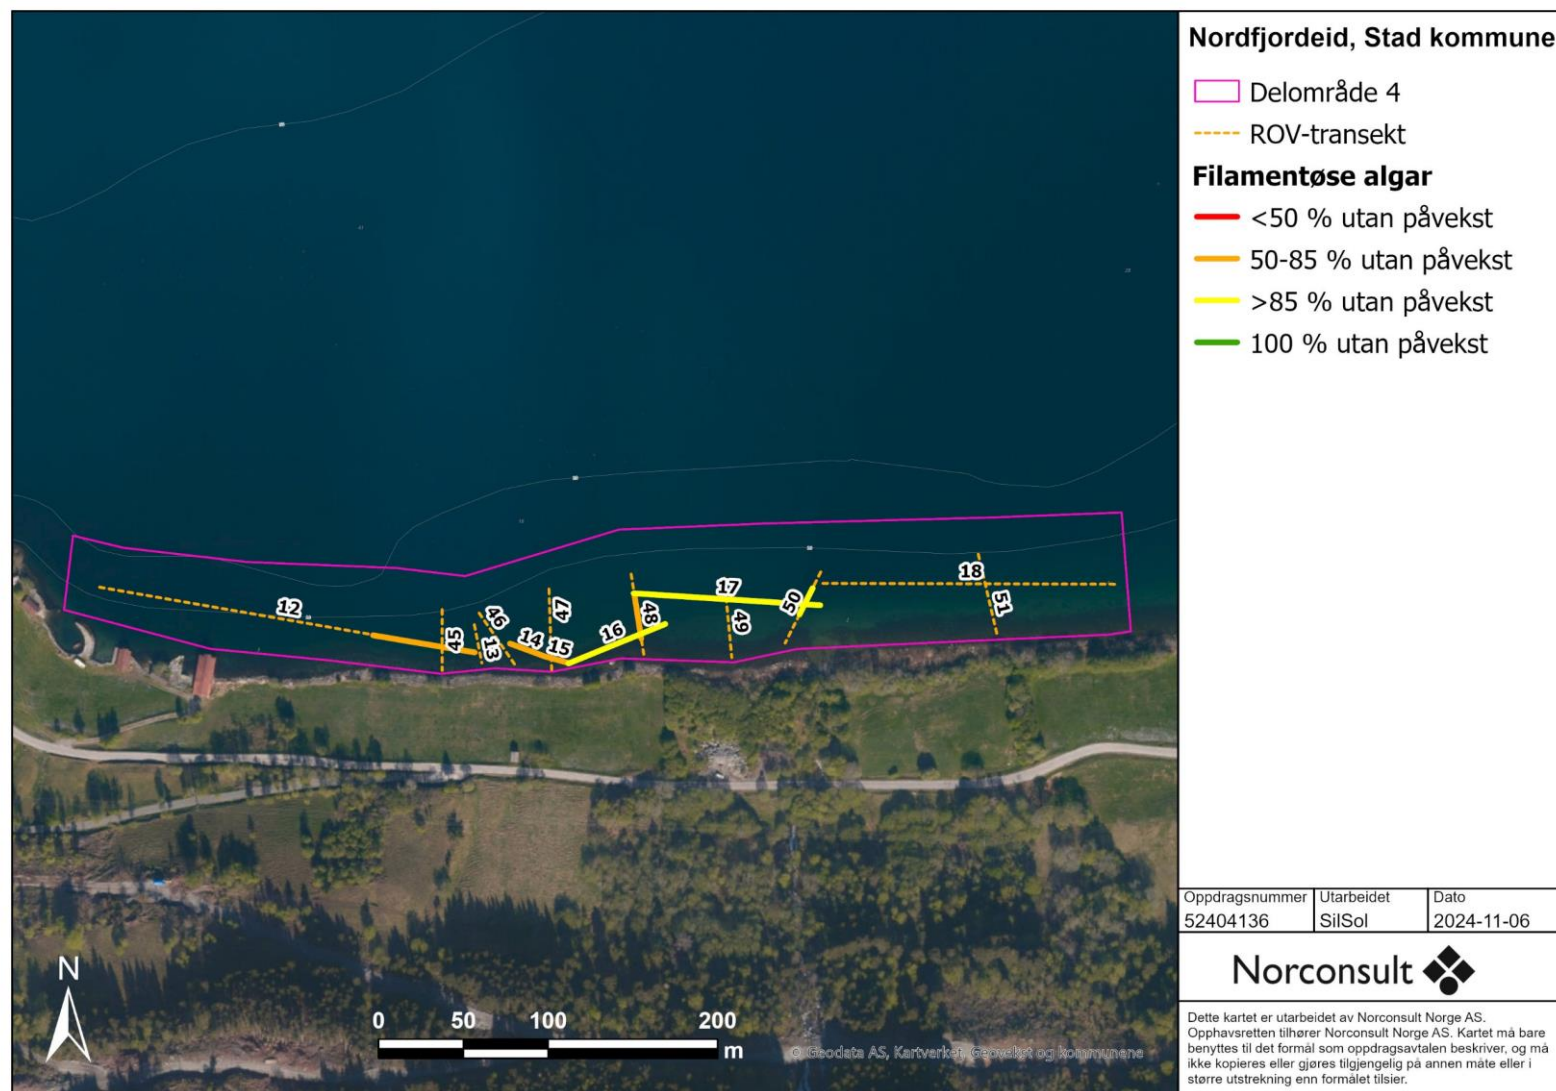 Nordfjordeid, Stad kommune
Delområde 4
ROV-transekt
Filamentøse algar
<50 % utan påvekst
50-85 % utan påvekst
>85 % utan påvekst
100 % utan påvekst
12
45
13
46
14
15
47
16
48
17
49
50
18
51
N
0 50 100 200
m
© Geodata AS, Kartverket, Geovekst og kommunene
Oppdragsnummer Utarbeidet Dato
52404136 SilSol 2024-11-06
Norconsult
Dette kartet er utarbeidet av Norconsult Norge AS.
Opphavsretten tilhører Norconsult Norge AS. Kartet må bare
benyttes til det formål som oppdragsavtalen beskriver, og må
ikke kopieres eller gjøres tilgjengelig på annen måte eller i
større utstrekning enn formålet tilsier.